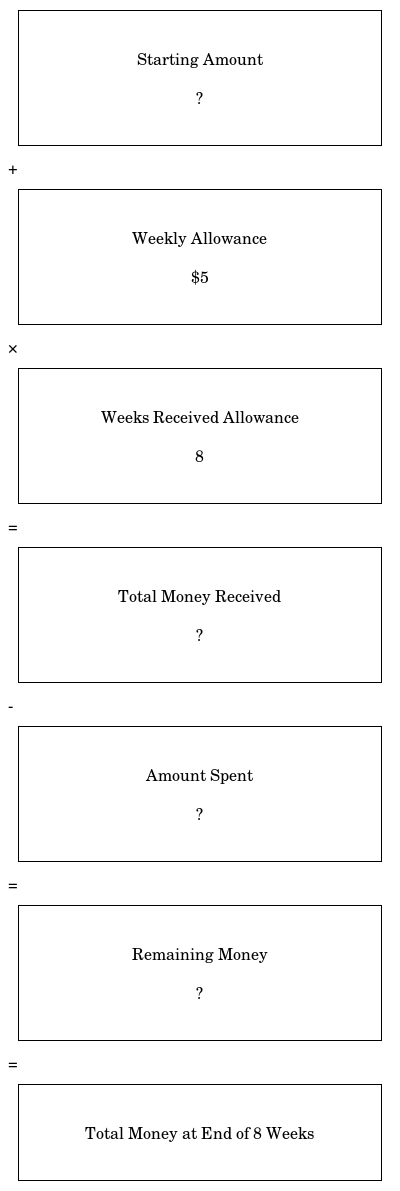 Starting Amount
?
+
Weekly Allowance
$5
×
Weeks Received Allowance
8
=
Total Money Received
?
-
Amount Spent
?
=
Remaining Money
?
=
Total Money at End of 8 Weeks